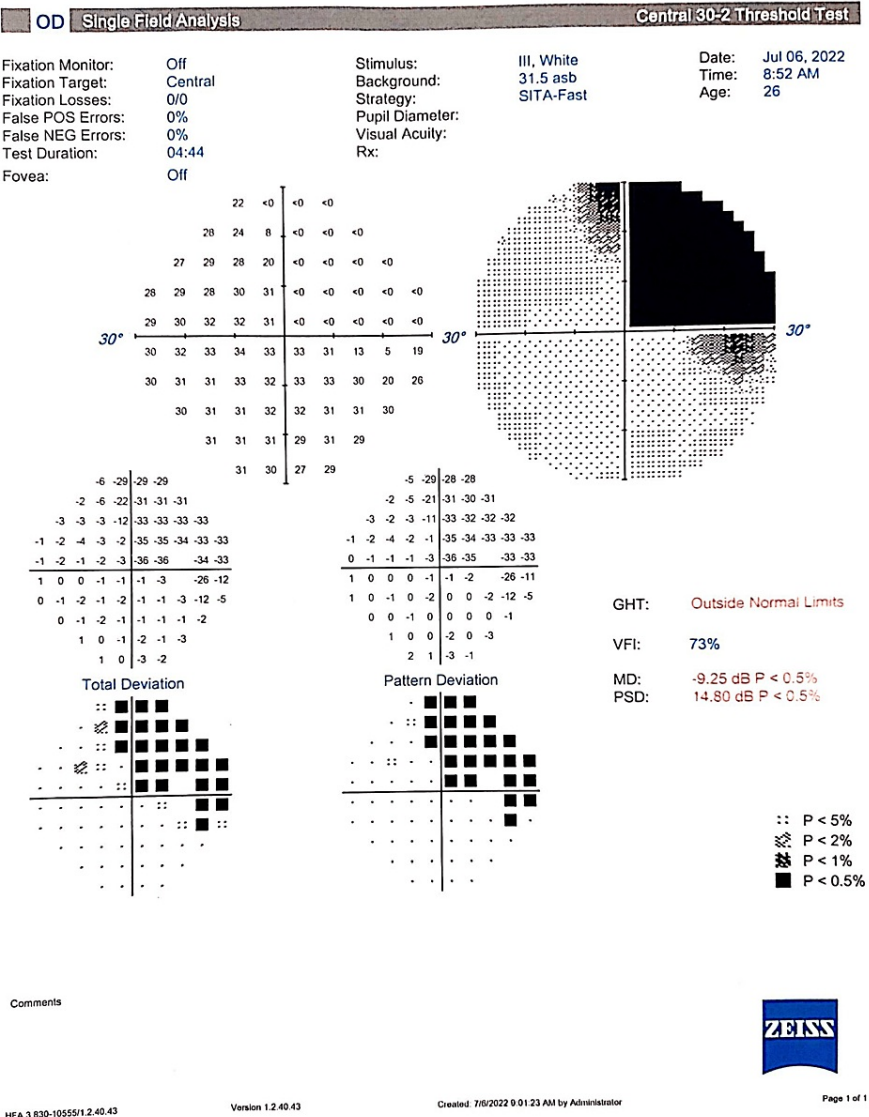 OD Single Field Analysis Central 30-2 Threshold Test
Fixation Monitor: Off
Fixation Target: Central
Fixation Losses: 0/0
False POS Errors: 0%
False NEG Errors: 0%
Test Duration: 04:44
Fovea: Off
Stimulus: III, White
Background: 31.5 asb
Strategy: SITA-Fast
Pupil Diameter:
Visual Acuity:
Rx:
Date: Jul 06, 2022
Time: 8:52 AM
Age: 26
22 <0 <0 <0
28 24 8 <0 <0 <0
27 29 28 20 <0 <0 <0 <0
28 29 28 30 31 <0 <0 <0 <0 <0
29 30 32 32 31 <0 <0 <0 <0 <0
30° 30° 30°
30 32 33 34 33 33 31 13 5 19
30 31 31 33 32 33 33 30 20 26
30 31 31 32 32 31 31 30
31 31 31 29 31 29
31 30 27 29
-6 -29 -29 -29
-2 -6 -22 -31 -31 -31
-3 -3 -3 -12 -33 -33 -33 -33
-1 -2 -4 -3 -2 -35 -35 -34 -33 -33
-1 -2 -1 -2 -3 -36 -36 -34 -33
1 0 0 -1 -1 -1 -3 -26 -12
0 -1 -2 -1 -2 -1 -1 -3 -12 -5
0 -1 -2 -1 -1 -1 -1 -2
1 0 -1 -2 -1 -3
1 0 -3 -2
Total Deviation
-5 -29 -28 -28
-2 -5 -21 -31 -30 -31
-3 -2 -3 -11 -33 -32 -32 -32
-1 -2 -4 -2 -1 -35 -34 -33 -33 -33
0 -1 -1 -1 -3 -36 -35 -33 -33
1 0 0 0 -1 -1 -2 -26 -11
1 0 -1 0 -2 0 0 -2 -12 -5
0 0 -1 0 0 0 0 -1
1 0 0 -2 0 -3
2 1 -3 -1
Pattern Deviation
GHT: Outside Normal Limits
VFI: 73%
MD: -9.25 dB P < 0.5%
PSD: 14.80 dB P < 0.5%
P < 5%
P < 2%
P < 1%
P < 0.5%
Comments
ZEISS
HFA 3 830-10555/1.2.40.43
Version 1.2.40.43
Created: 7/6/2022 9:01:23 AM by Administrator
Page 1 of 1